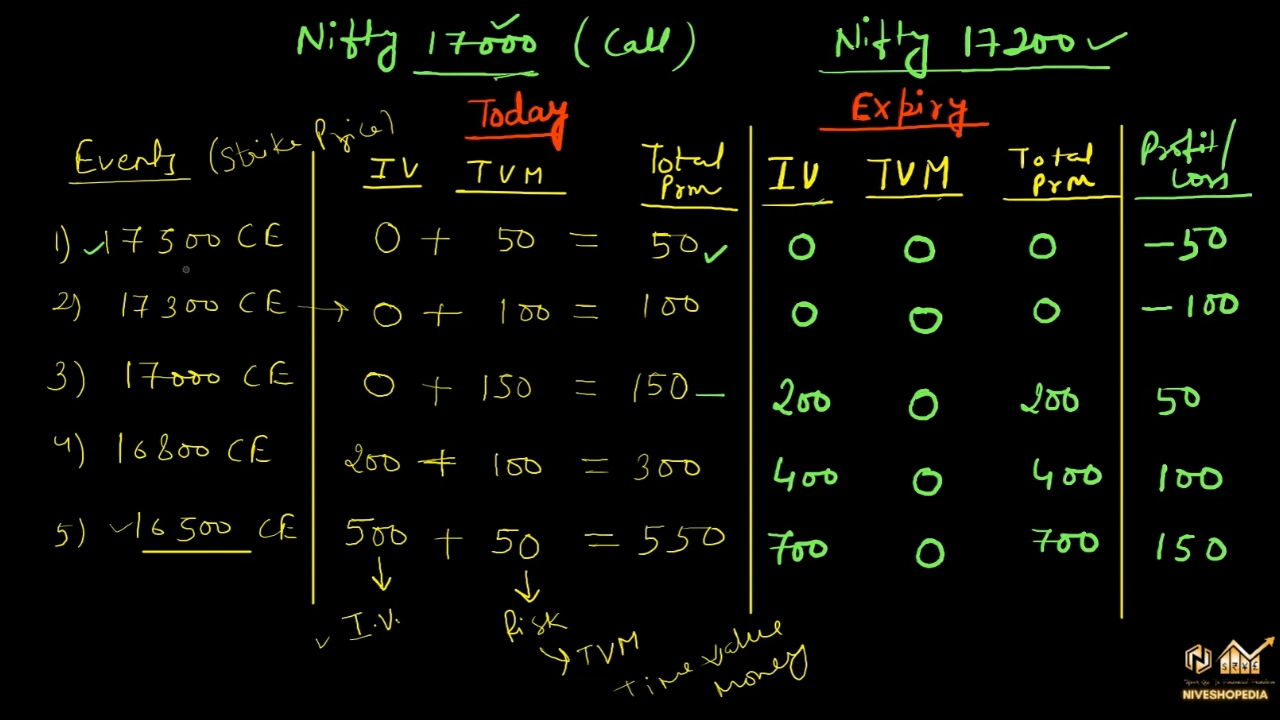 Nifty 17000 (Call) Nifty 17200 ✓
Today Expiry
Events (Strike Price) IV TVM Total Prm IV TVM Total Prm Profit/Loss
1) ✓17500 CE 0 + 50 = 50 ✓ 0 0 0 -50
2) 17300 CE → 0 + 100 = 100 0 0 0 -100
3) 17000 CE 0 + 150 = 150 – 200 0 200 50
4) 16800 CE 200 + 100 = 300 400 0 400 100
5) ✓16500 CE 500 + 50 = 550 700 0 700 150
✓ I.V. Risk
→ TVM
Time value money
NIVESHOPEDIA